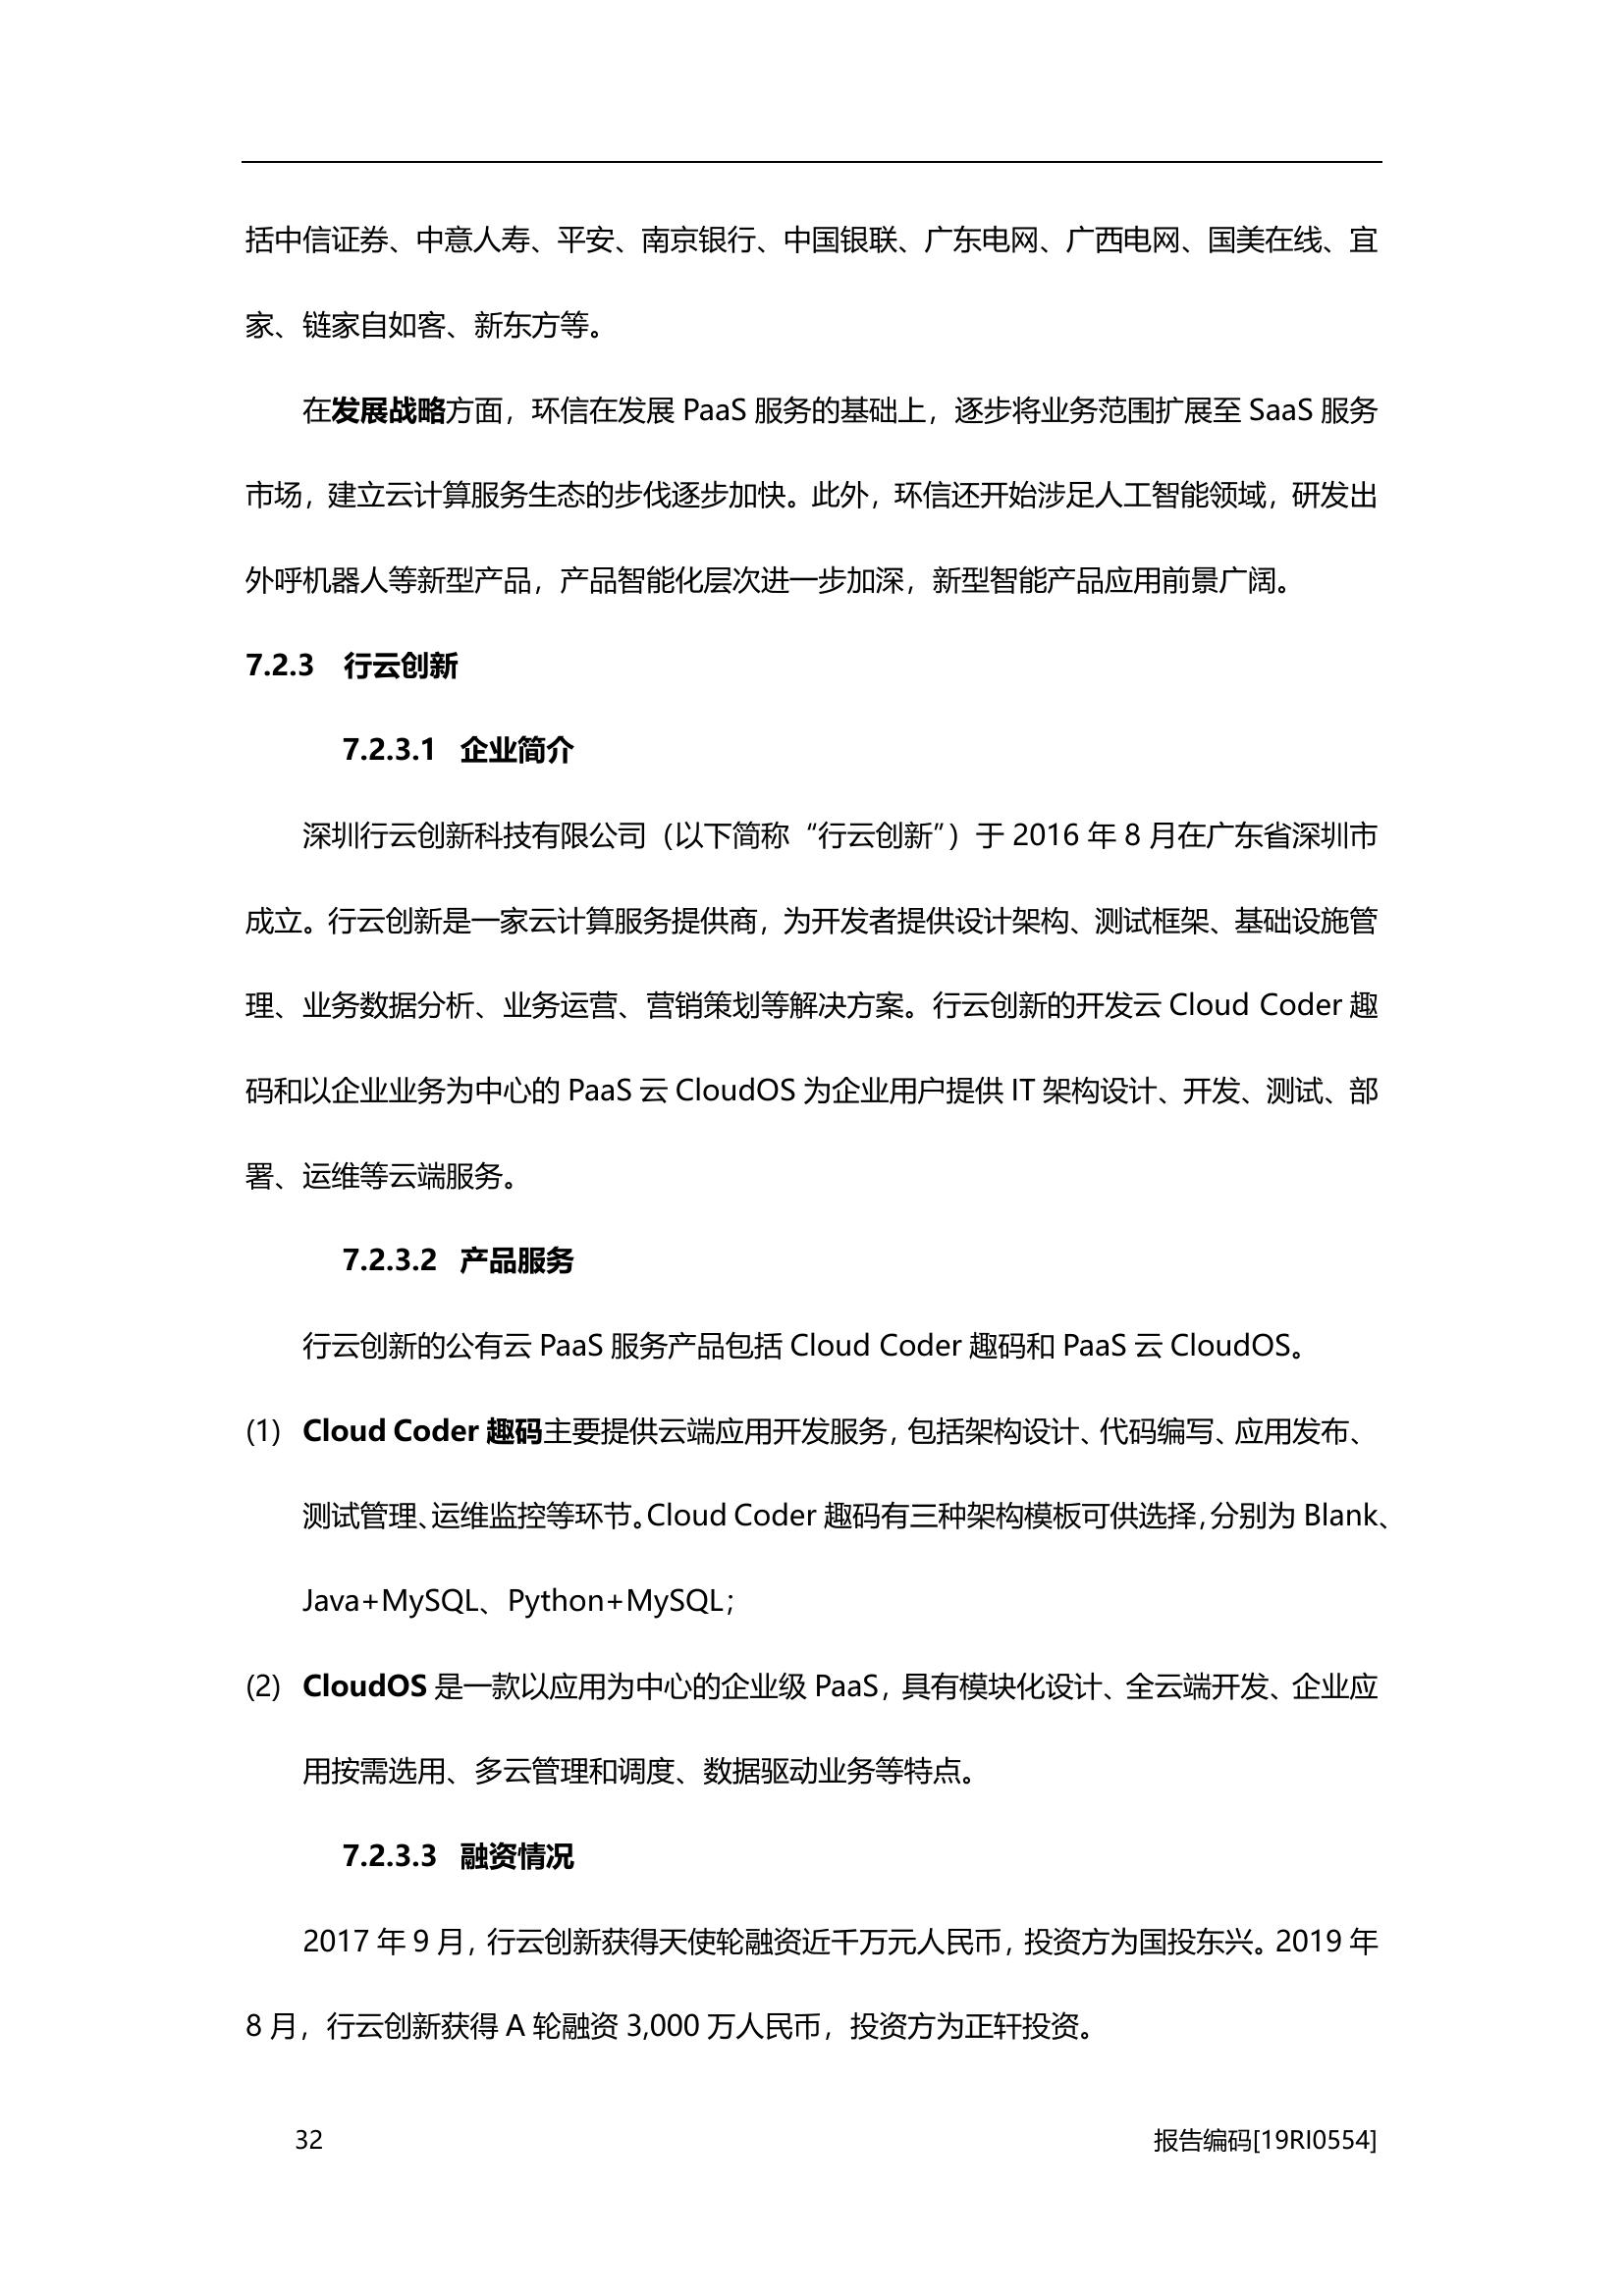 括中信证券、中意人寿、平安、南京银行、中国银联、广东电网、广西电网、国美在线、宜
家、链家自如客、新东方等。
在发展战略方面，环信在发展 PaaS 服务的基础上，逐步将业务范围扩展至 SaaS 服务
市场，建立云计算服务生态的步伐逐步加快。此外，环信还开始涉足人工智能领域，研发出
外呼机器人等新型产品，产品智能化层次进一步加深，新型智能产品应用前景广阔。
7.2.3 行云创新
7.2.3.1 企业简介
深圳行云创新科技有限公司（以下简称“行云创新”）于 2016 年 8 月在广东省深圳市
成立。行云创新是一家云计算服务提供商，为开发者提供设计架构、测试框架、基础设施管
理、业务数据分析、业务运营、营销策划等解决方案。行云创新的开发云 Cloud Coder 趣
码和以企业业务为中心的 PaaS 云 CloudOS 为企业用户提供 IT 架构设计、开发、测试、部
署、运维等云端服务。
7.2.3.2 产品服务
行云创新的公有云 PaaS 服务产品包括 Cloud Coder 趣码和 PaaS 云 CloudOS。
(1) Cloud Coder 趣码主要提供云端应用开发服务，包括架构设计、代码编写、应用发布、
测试管理、运维监控等环节。Cloud Coder 趣码有三种架构模板可供选择，分别为 Blank、
Java+MySQL、Python+MySQL；
(2) CloudOS 是一款以应用为中心的企业级 PaaS，具有模块化设计、全云端开发、企业应
用按需选用、多云管理和调度、数据驱动业务等特点。
7.2.3.3 融资情况
2017 年 9 月，行云创新获得天使轮融资近千万元人民币，投资方为国投东兴。2019 年
8 月，行云创新获得 A 轮融资 3,000 万人民币，投资方为正轩投资。
32 报告编码[19RI0554]